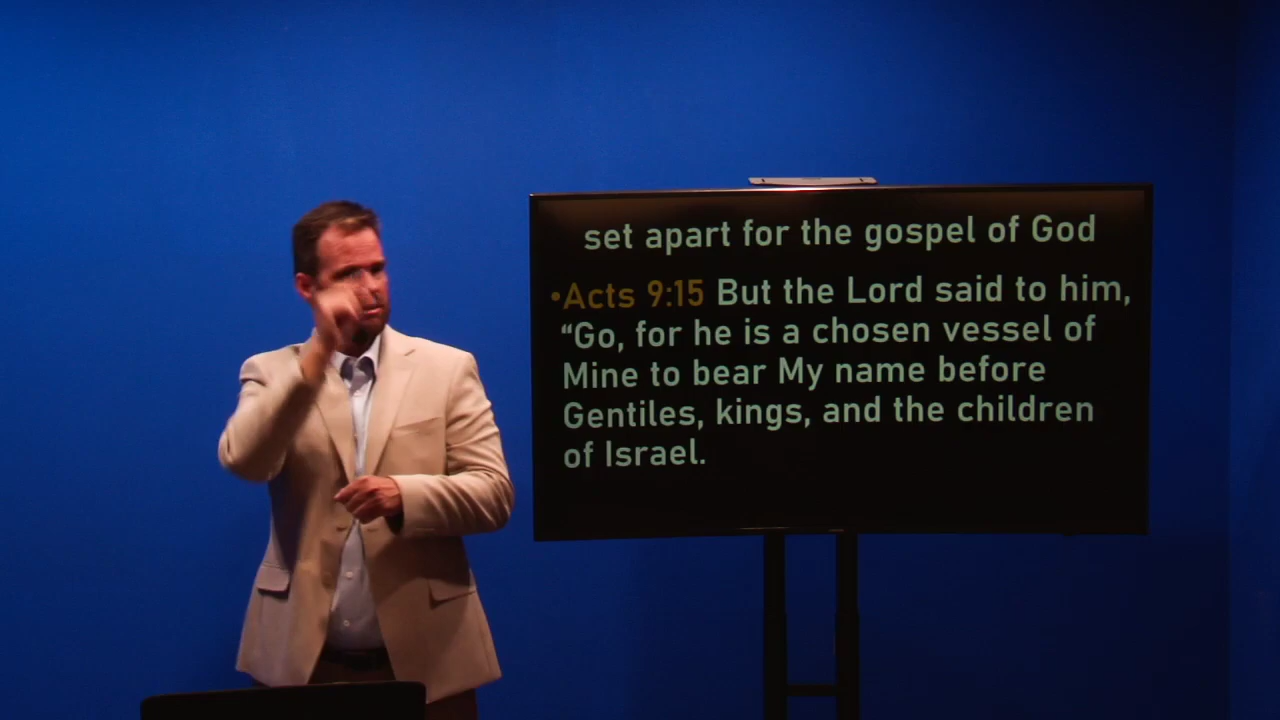 set apart for the gospel of God
•Acts 9:15 But the Lord said to him,
“Go, for he is a chosen vessel of
Mine to bear My name before
Gentiles, kings, and the children
of Israel.